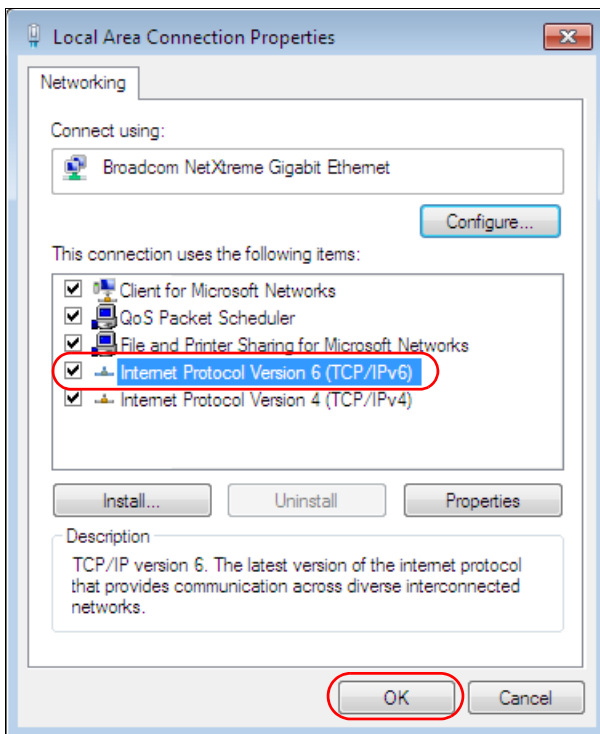 Local Area Connection Properties
Networking
Connect using:
Broadcom NetXtreme Gigabit Ethernet
Configure...
This connection uses the following items:
Client for Microsoft Networks
QoS Packet Scheduler
File and Printer Sharing for Microsoft Networks
Internet Protocol Version 6 (TCP/IPv6)
Internet Protocol Version 4 (TCP/IPv4)
Install...
Uninstall
Properties
Description
TCP/IP version 6. The latest version of the internet protocol
that provides communication across diverse interconnected
networks.
OK
Cancel